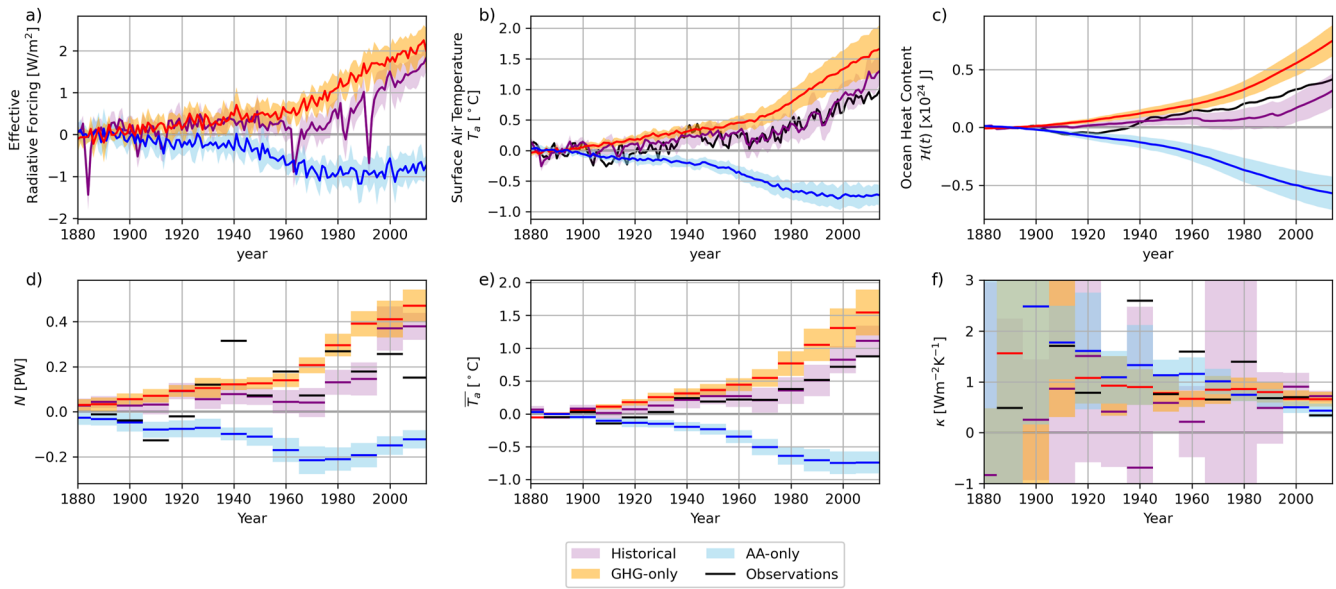 a)
Effective
Radiative Forcing [W/m²]
2
1
0
−1
−2
1880 1900 1920 1940 1960 1980 2000
year
b)
Surface Air Temperature
T̅ₐ [°C]
2.0
1.5
1.0
0.5
0.0
−0.5
−1.0
1880 1900 1920 1940 1960 1980 2000
year
c)
Ocean Heat Content
ℋ(t) [x10²⁴ J]
0.5
0.0
−0.5
1880 1900 1920 1940 1960 1980 2000
year
d)
N [PW]
0.4
0.2
0.0
−0.2
1880 1900 1920 1940 1960 1980 2000
Year
e)
T̅ₐ [°C]
2.0
1.5
1.0
0.5
0.0
−0.5
−1.0
1880 1900 1920 1940 1960 1980 2000
Year
f)
κ [Wm⁻²K⁻¹]
3
2
1
0
−1
1880 1900 1920 1940 1960 1980 2000
Year
Historical AA-only
GHG-only Observations